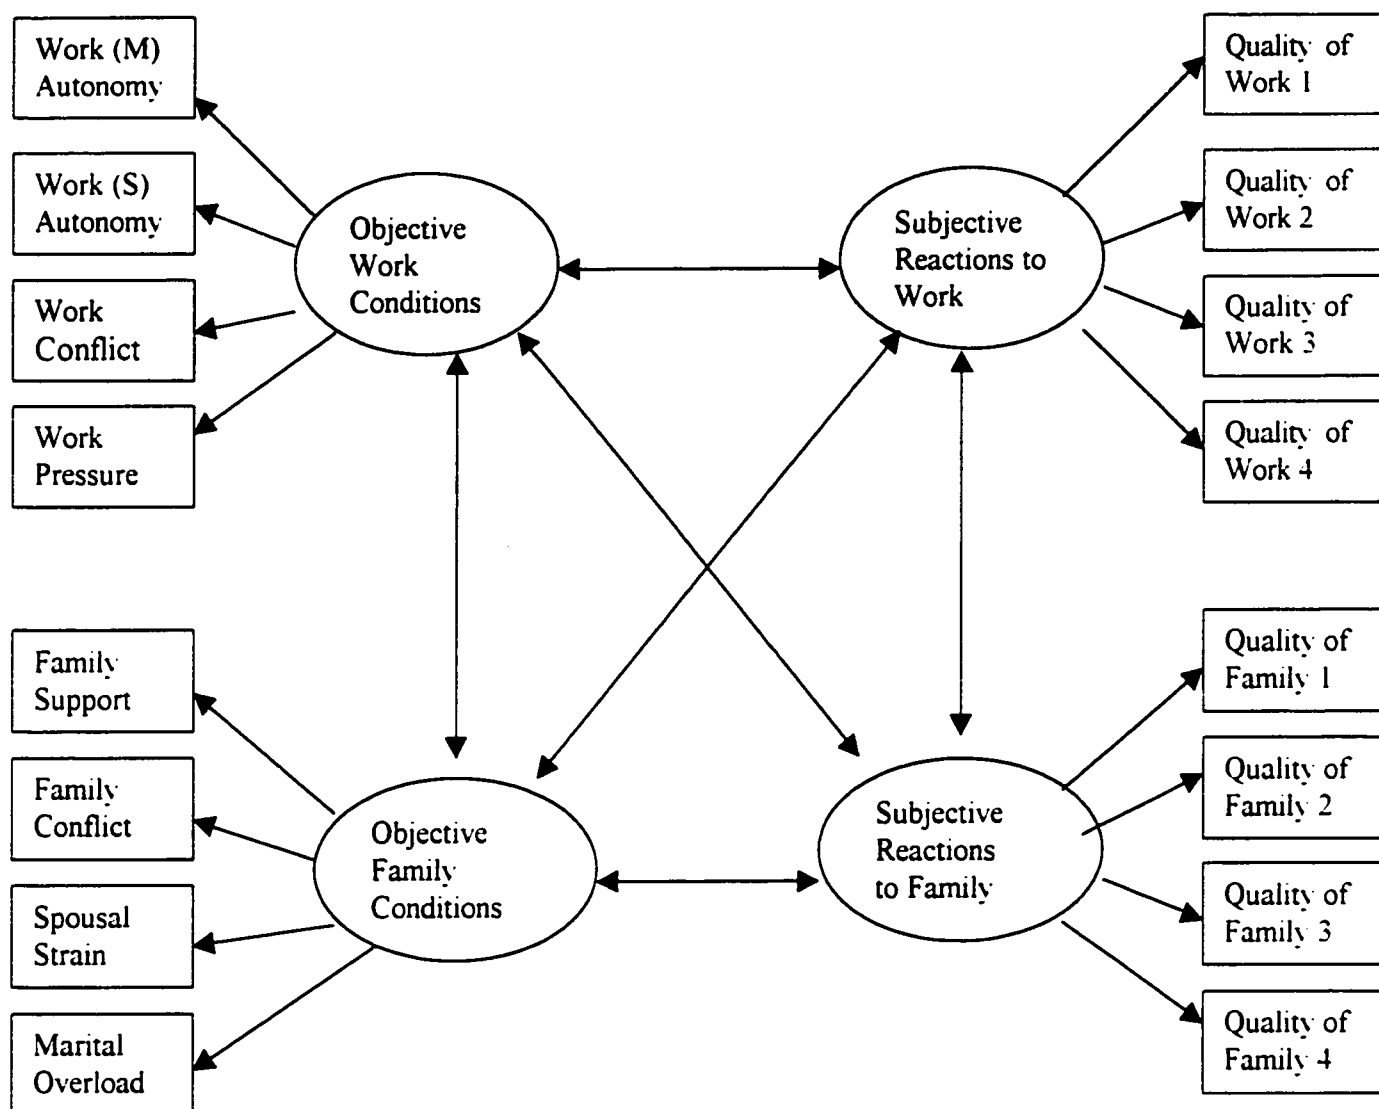 Work (M)
Autonomy
Work (S)
Autonomy
Work
Conflict
Work
Pressure
Objective
Work
Conditions
Subjective
Reactions to
Work
Quality of
Work 1
Quality of
Work 2
Quality of
Work 3
Quality of
Work 4
Family
Support
Family
Conflict
Spousal
Strain
Marital
Overload
Objective
Family
Conditions
Subjective
Reactions
to Family
Quality of
Family 1
Quality of
Family 2
Quality of
Family 3
Quality of
Family 4